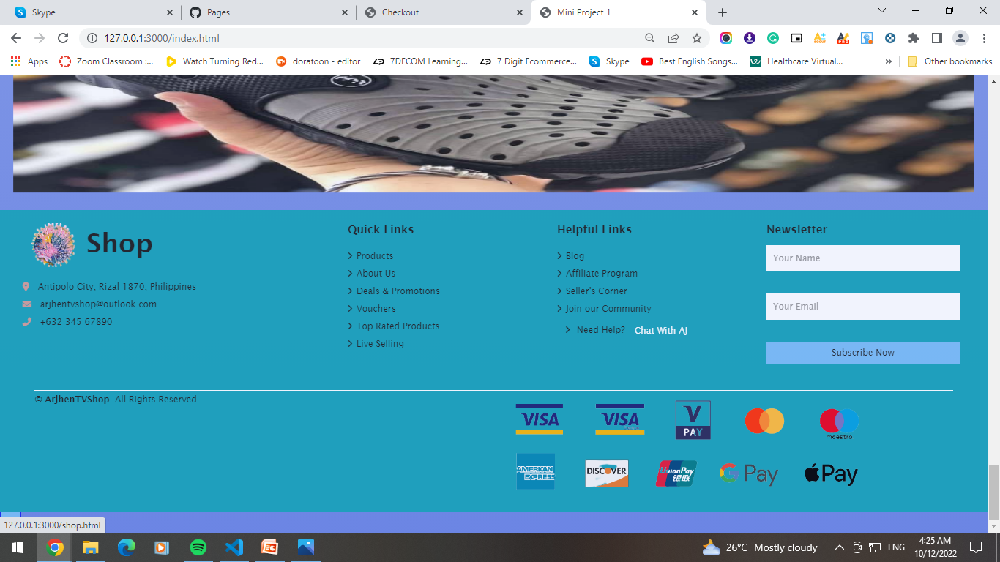 Skype
Pages
Checkout
Mini Project 1
127.0.0.1:3000/index.html
Apps
Zoom Classroom :...
Watch Turning Red...
doratoon - editor
7DECOM Learning...
7 Digit Ecommerce...
Skype
Best English Songs...
Healthcare Virtual...
»
Other bookmarks
Shop
Antipolo City, Rizal 1870, Philippines
arjhentvshop@outlook.com
+632 345 67890
Quick Links
Products
About Us
Deals & Promotions
Vouchers
Top Rated Products
Live Selling
Helpful Links
Blog
Affiliate Program
Seller's Corner
Join our Community
Need Help? Chat With AJ
Newsletter
Your Name
Your Email
Subscribe Now
© ArjhenTVShop. All Rights Reserved.
VISA
VISA
V PAY
maestro
AMERICAN EXPRESS
DISCOVER
UnionPay
银联
G Pay
Pay
127.0.0.1:3000/shop.html
26°C Mostly cloudy
ENG
4:25 AM
10/12/2022